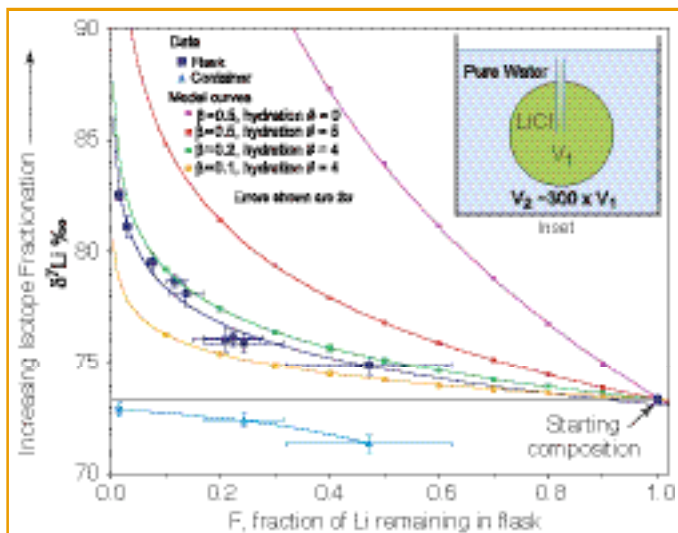 90
85
80
75
70
Increasing Isotope Fractionation
δ⁷Li ‰
Data
Flask
Container
Model curves
β=0.5, hydration # = 0
hydration # =
β=0.2, hydration # = 4
β=0.1, hydration # = 4
Errors shown are 2σ
Pure Water
LiCl
V₁
V₂ ~300 x V₁
Inset
Starting
composition
0.0 0.2 0.4 0.6 0.8 1.0
F, fraction of Li remaining in flask